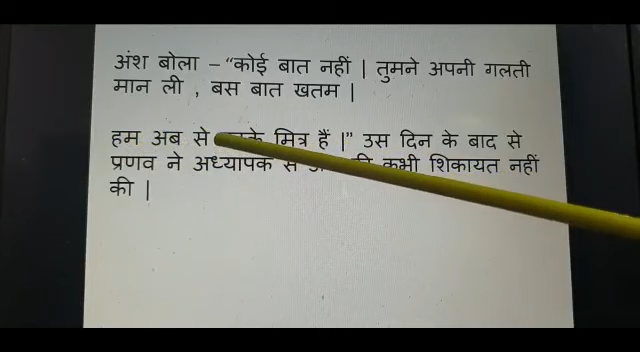 अंश बोला – “कोई बात नहीं | तुमने अपनी गलती
मान ली , बस बात खतम |
हम अब से मित्र हैं |” उस दिन के बाद से
प्रणव ने अध्यापक से कभी शिकायत नहीं
की |